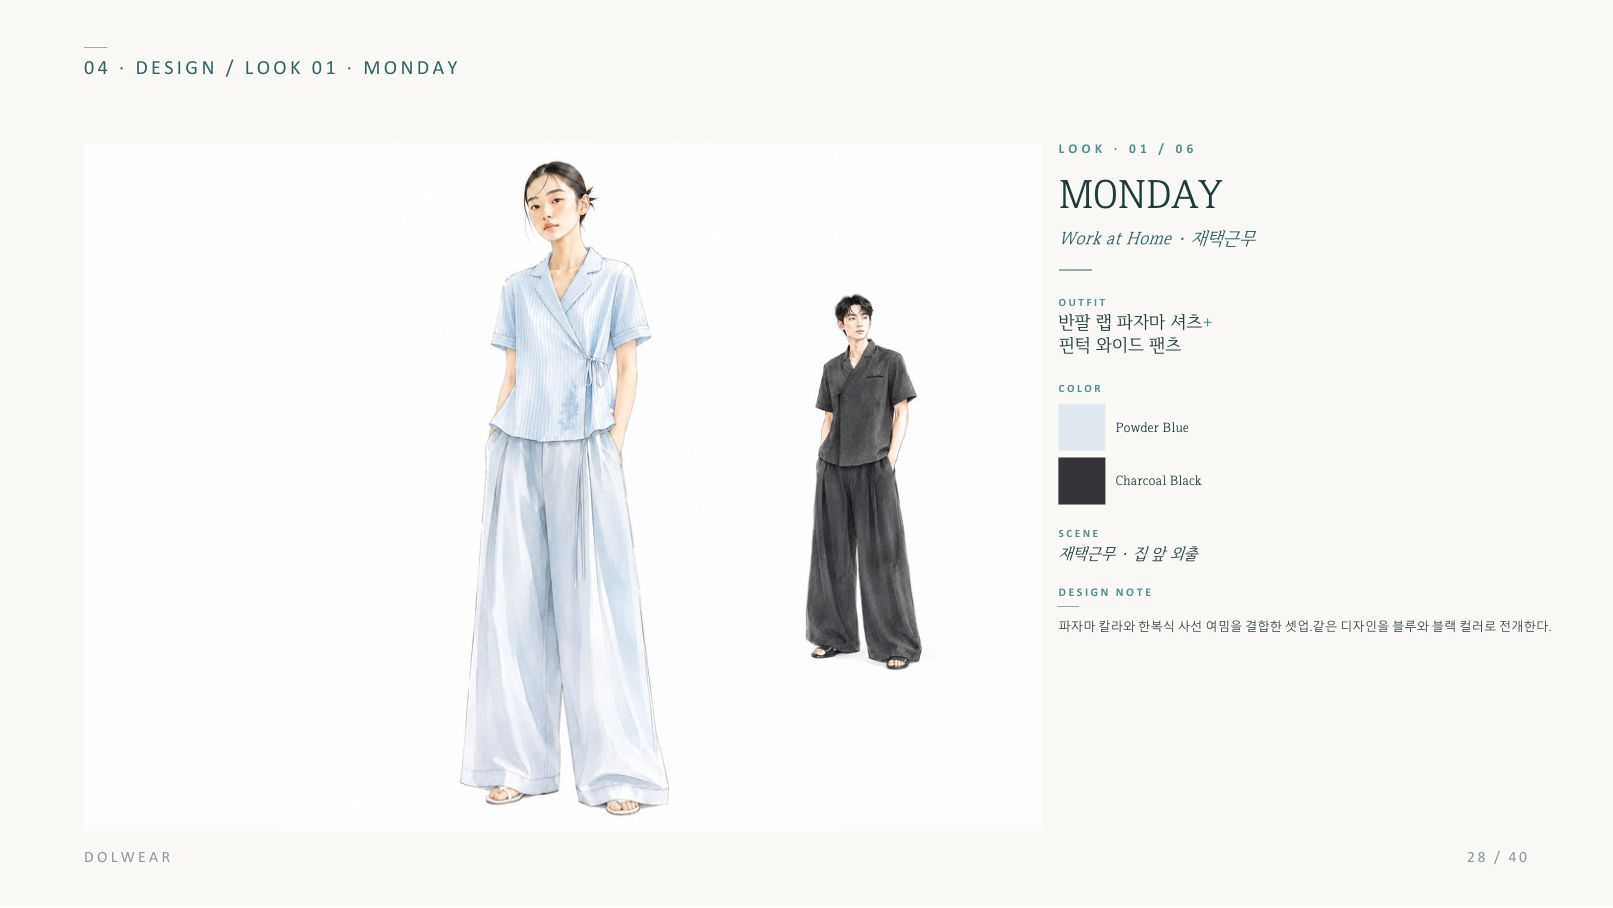 04 · DESIGN / LOOK 01 · MONDAY
LOOK · 01 / 06
MONDAY
Work at Home · 재택근무
OUTFIT
반팔 랩 파자마 셔츠+
핀턱 와이드 팬츠
COLOR
Powder Blue
Charcoal Black
SCENE
재택근무 · 집 앞 외출
DESIGN NOTE
파자마 칼라와 한복식 사선 여밈을 결합한 셋업.같은 디자인을 블루와 블랙 컬러로 전개한다.
DOLWEAR
28 / 40